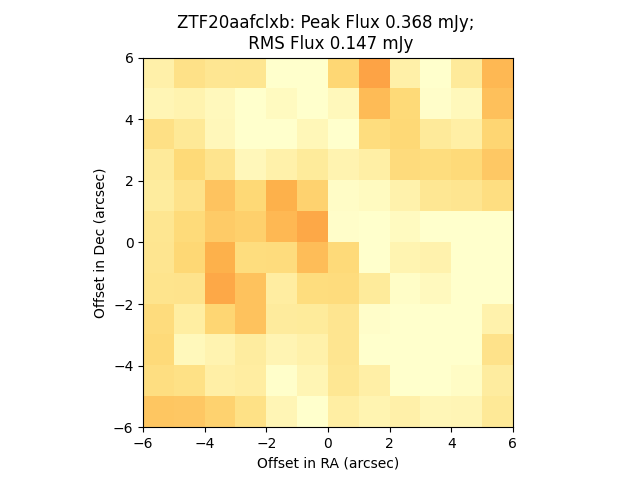 ZTF20aafclxb: Peak Flux 0.368 mJy;
RMS Flux 0.147 mJy
6
4
2
0
−2
−4
−6
Offset in Dec (arcsec)
−6 −4 −2 0 2 4 6
Offset in RA (arcsec)